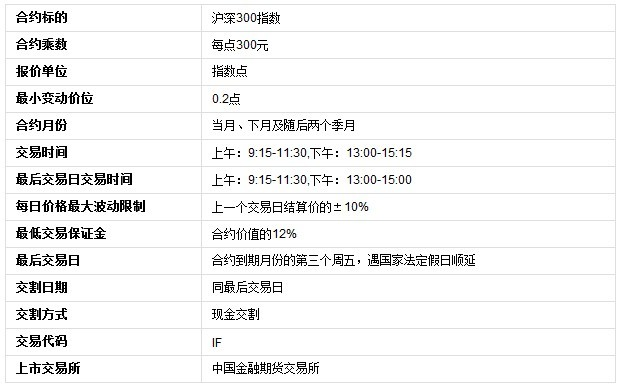 合约标的 沪深300指数
合约乘数 每点300元
报价单位 指数点
最小变动价位 0.2点
合约月份 当月、下月及随后两个季月
交易时间 上午：9:15-11:30,下午：13:00-15:15
最后交易日交易时间 上午：9:15-11:30,下午：13:00-15:00
每日价格最大波动限制 上一个交易日结算价的±10%
最低交易保证金 合约价值的12%
最后交易日 合约到期月份的第三个周五，遇国家法定假日顺延
交割日期 同最后交易日
交割方式 现金交割
交易代码 IF
上市交易所 中国金融期货交易所